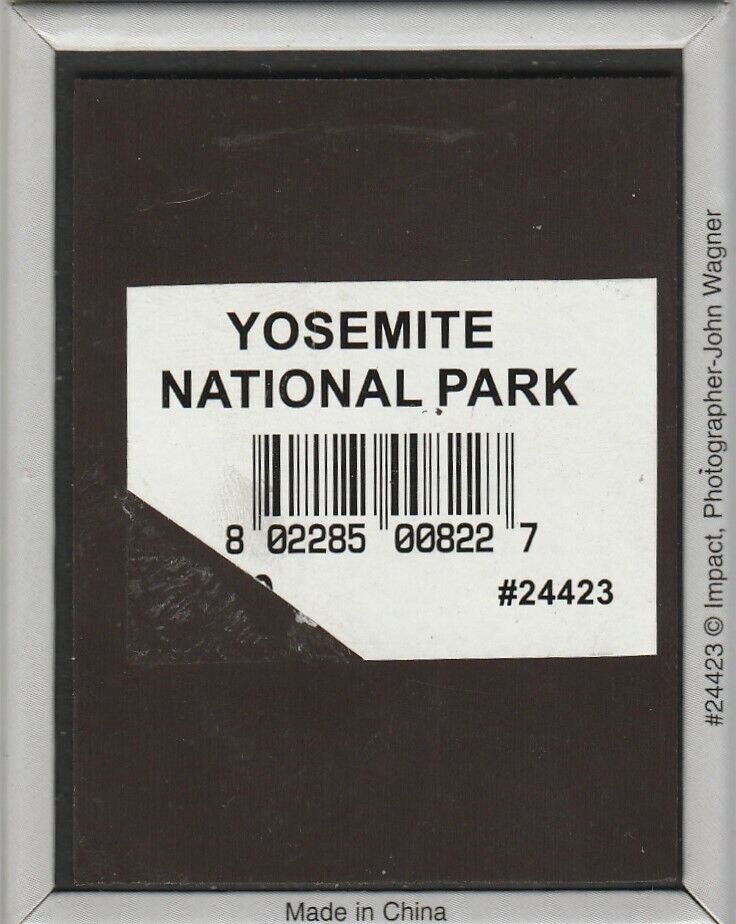 YOSEMITE
NATIONAL PARK
8 02285 00822 7
#24423
#24423 © Impact, Photographer-John Wagner
Made in China